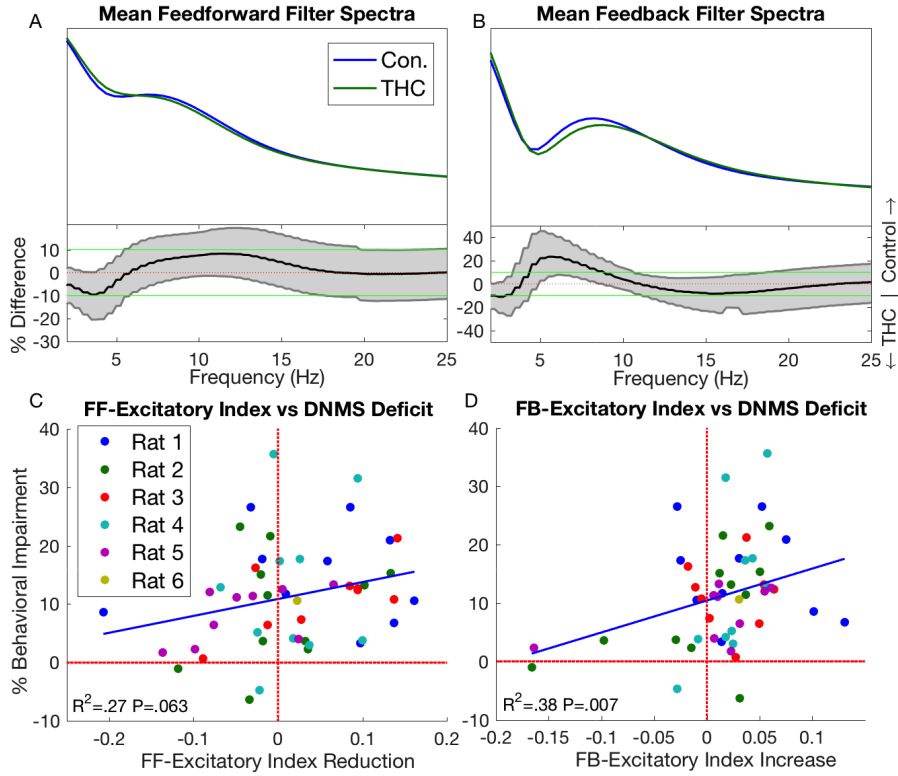 A
Mean Feedforward Filter Spectra
Con.
THC
% Difference
10
0
-10
-20
-30
5
10
15
20
25
Frequency (Hz)
B
Mean Feedback Filter Spectra
40
20
0
-20
-40
5
10
15
20
25
Frequency (Hz)
← THC | Control →
C
FF-Excitatory Index vs DNMS Deficit
Rat 1
Rat 2
Rat 3
Rat 4
Rat 5
Rat 6
% Behavioral Impairment
40
30
20
10
0
-10
R²=.27 P=.063
-0.2
-0.1
0
0.1
0.2
FF-Excitatory Index Reduction
D
FB-Excitatory Index vs DNMS Deficit
40
30
20
10
0
-10
R²=.38 P=.007
-0.2
-0.15
-0.1
-0.05
0
0.05
0.1
FB-Excitatory Index Increase